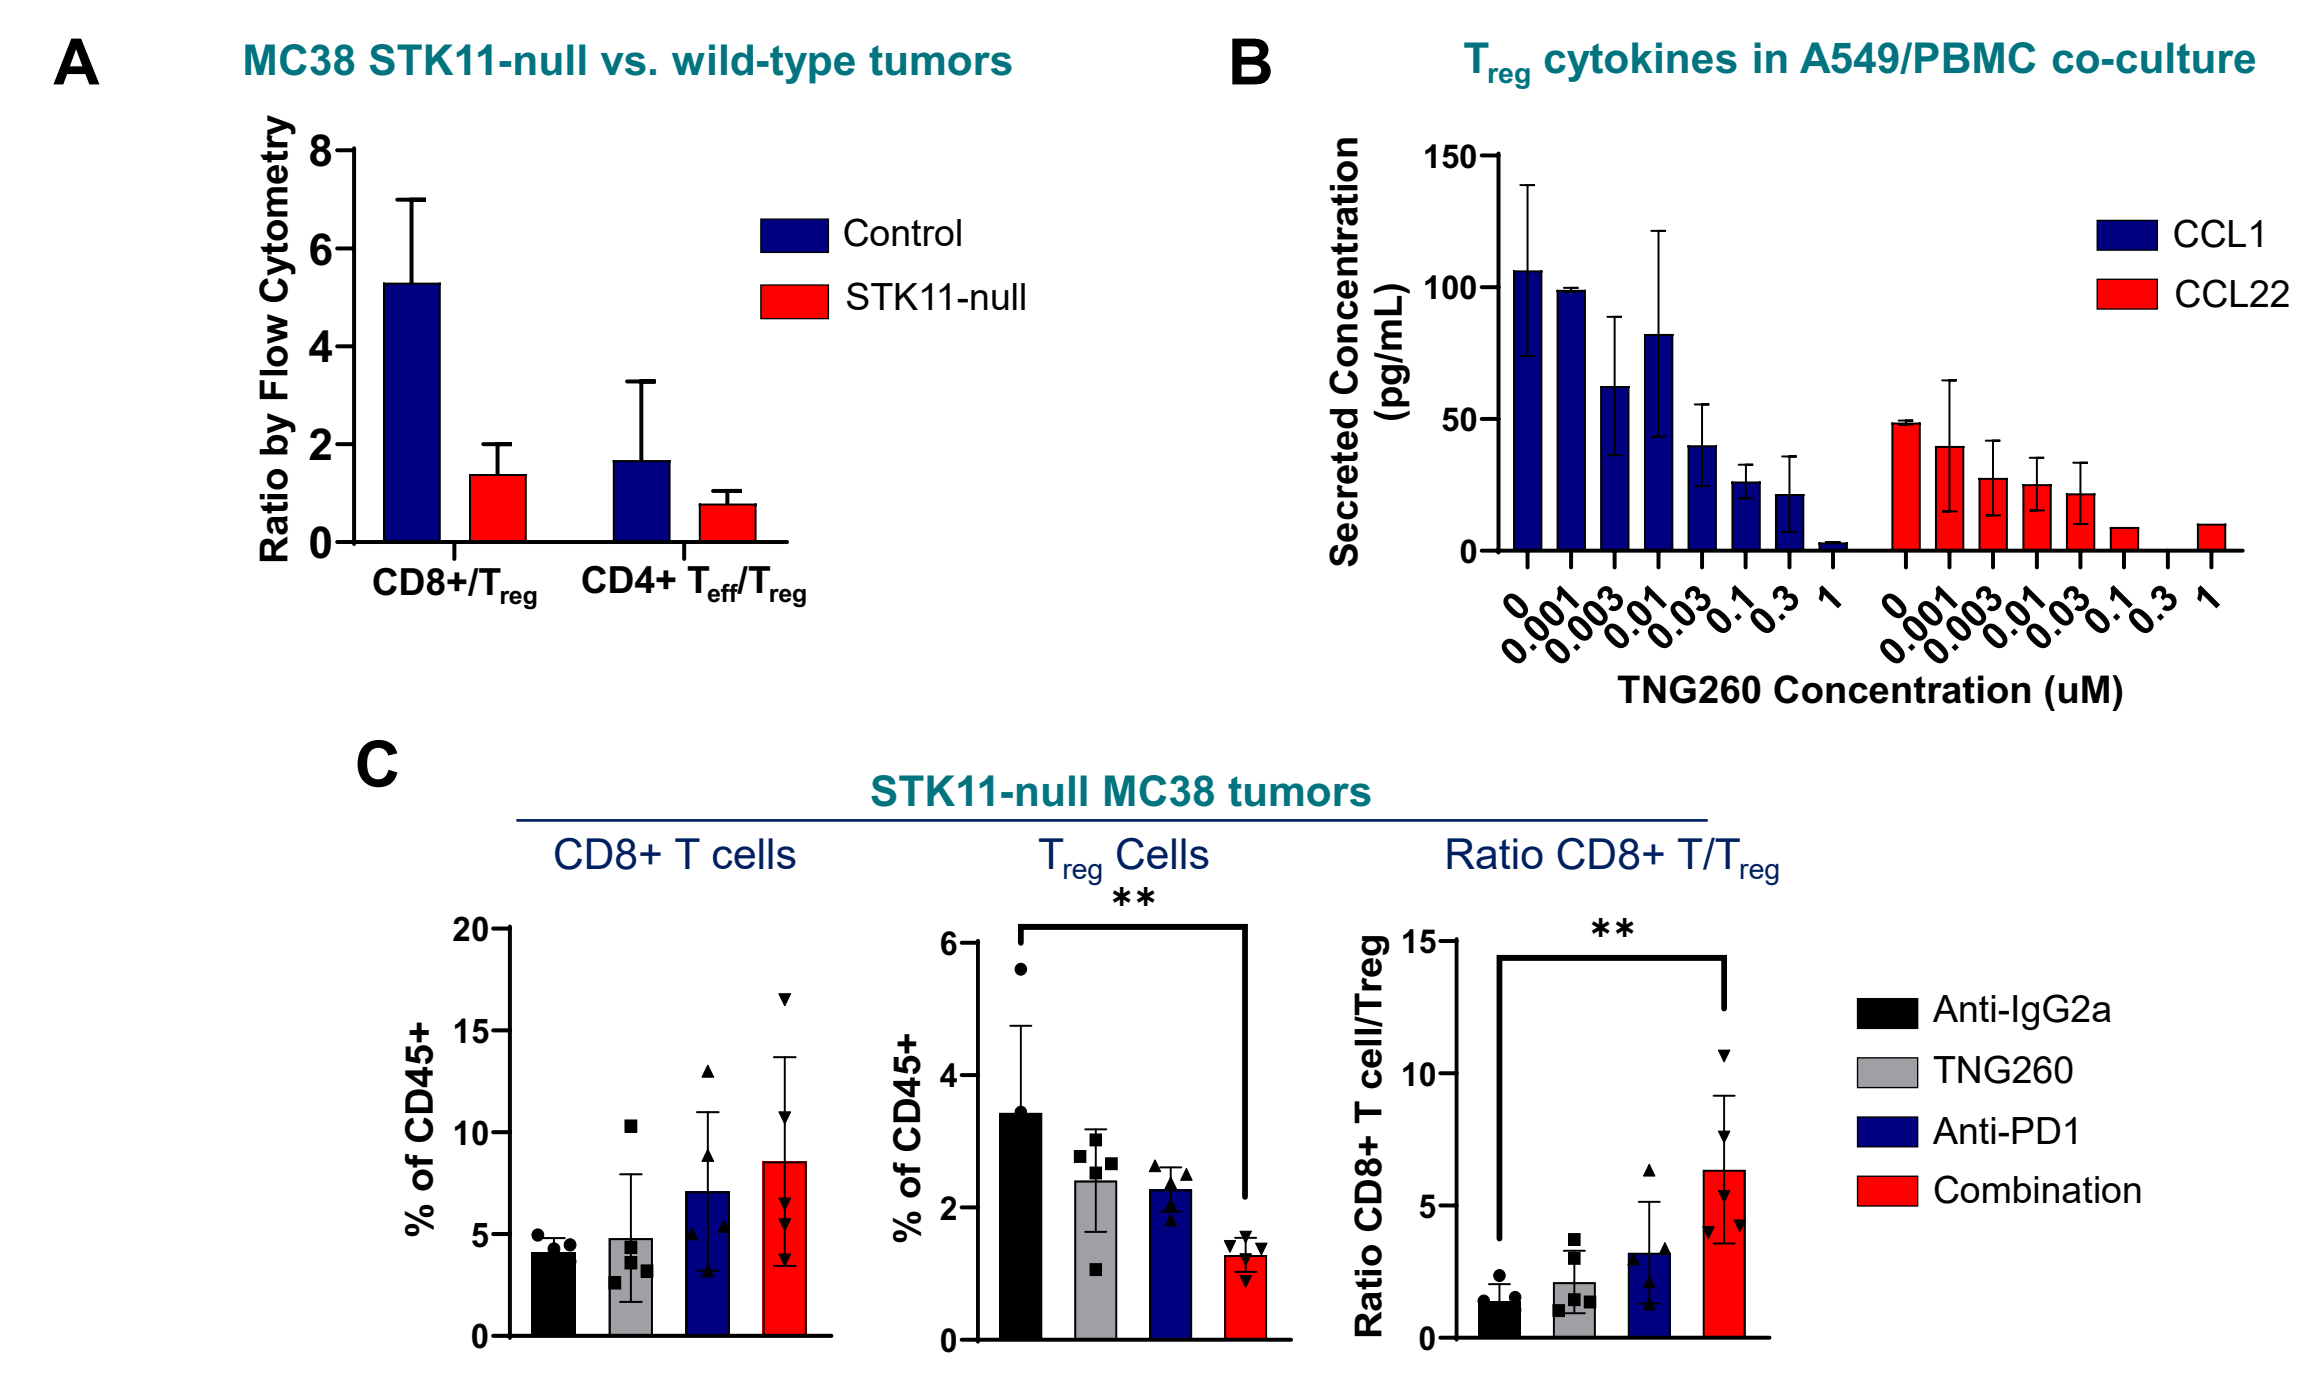 A
MC38 STK11-null vs. wild-type tumors
Ratio by Flow Cytometry
8
6
4
2
0
CD8+/Treg
CD4+ Teff/Treg
Control
STK11-null
B
Treg cytokines in A549/PBMC co-culture
Secreted Concentration
(pg/mL)
150
100
50
0
0 0.001 0.003 0.01 0.03 0.1 0.3 1
0 0.001 0.003 0.01 0.03 0.1 0.3 1
TNG260 Concentration (uM)
CCL1
CCL22
C
STK11-null MC38 tumors
CD8+ T cells
% of CD45+
20
15
10
5
0
Treg Cells
**
% of CD45+
6
4
2
0
Ratio CD8+ T/Treg
**
Ratio CD8+ T cell/Treg
15
10
5
0
Anti-IgG2a
TNG260
Anti-PD1
Combination